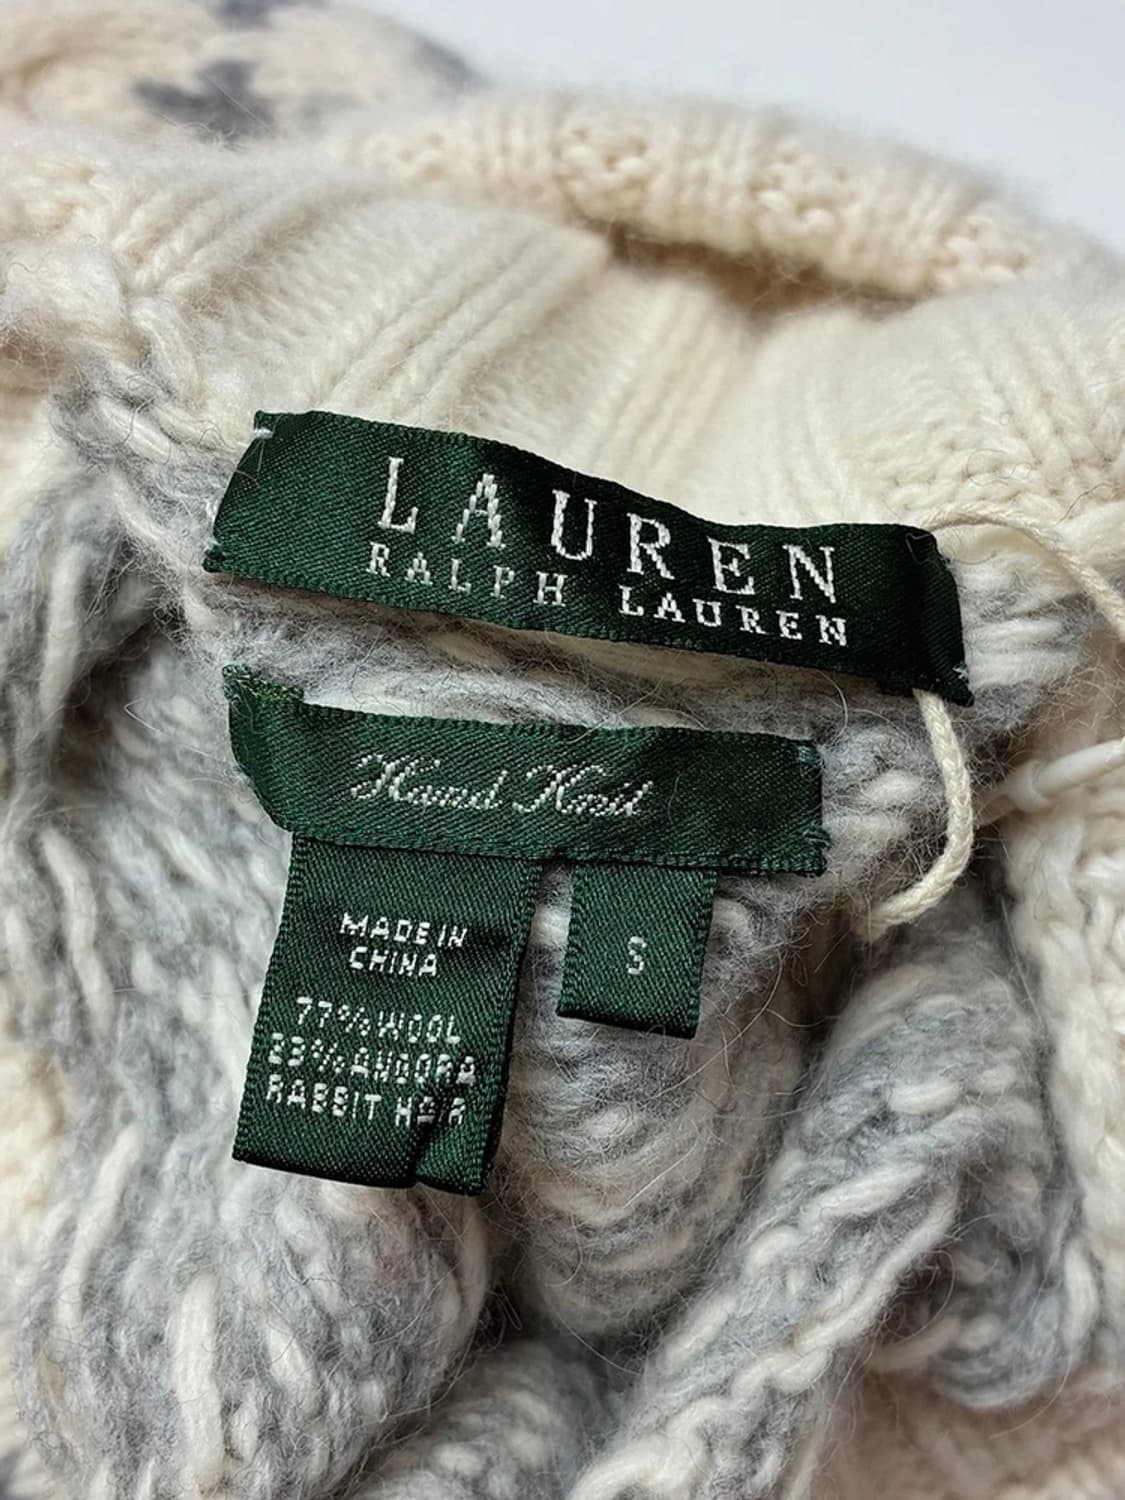 LAUREN
RALPH LAUREN
Hand Knit
MADE IN
CHINA
S
77% WOOL
23% ANGORA
RABBIT HAIR